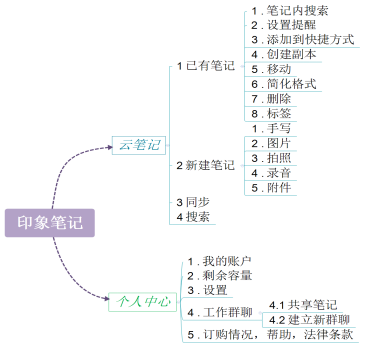 印象笔记
云笔记
1 已有笔记
1 . 笔记内搜索
2 . 设置提醒
3 . 添加到快捷方式
4 . 创建副本
5 . 移动
6 . 简化格式
7 . 删除
8 . 标签
2 新建笔记
1 . 手写
2 . 图片
3 . 拍照
4 . 录音
5 . 附件
3 同步
4 搜索
个人中心
1 . 我的账户
2 . 剩余容量
3 . 设置
4 . 工作群聊
4.1 共享笔记
4.2 建立新群聊
5 . 订购情况，帮助，法律条款